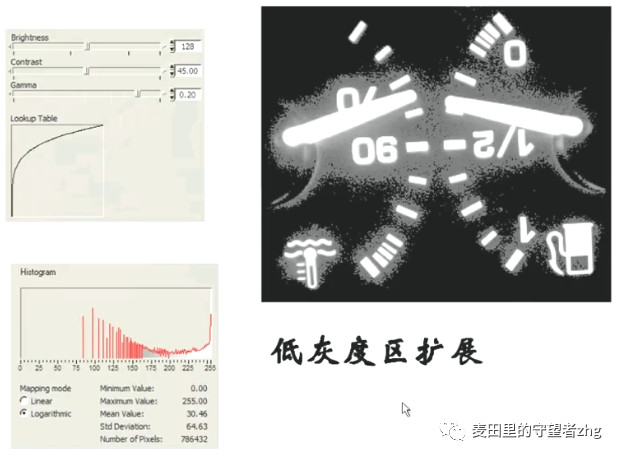 Brightness
128
Contrast
45.00
Gamma
0.20
Lookup Table
70
90
0
1/2
1
Histogram
0 25 50 75 100 125 150 175 200 225 255
Mapping mode
Linear
Logarithmic
Minimum Value: 0.00
Maximum Value: 255.00
Mean Value: 30.46
Std Deviation: 64.63
Number of Pixels: 786432
低灰度区扩展
麦田里的守望者zhg